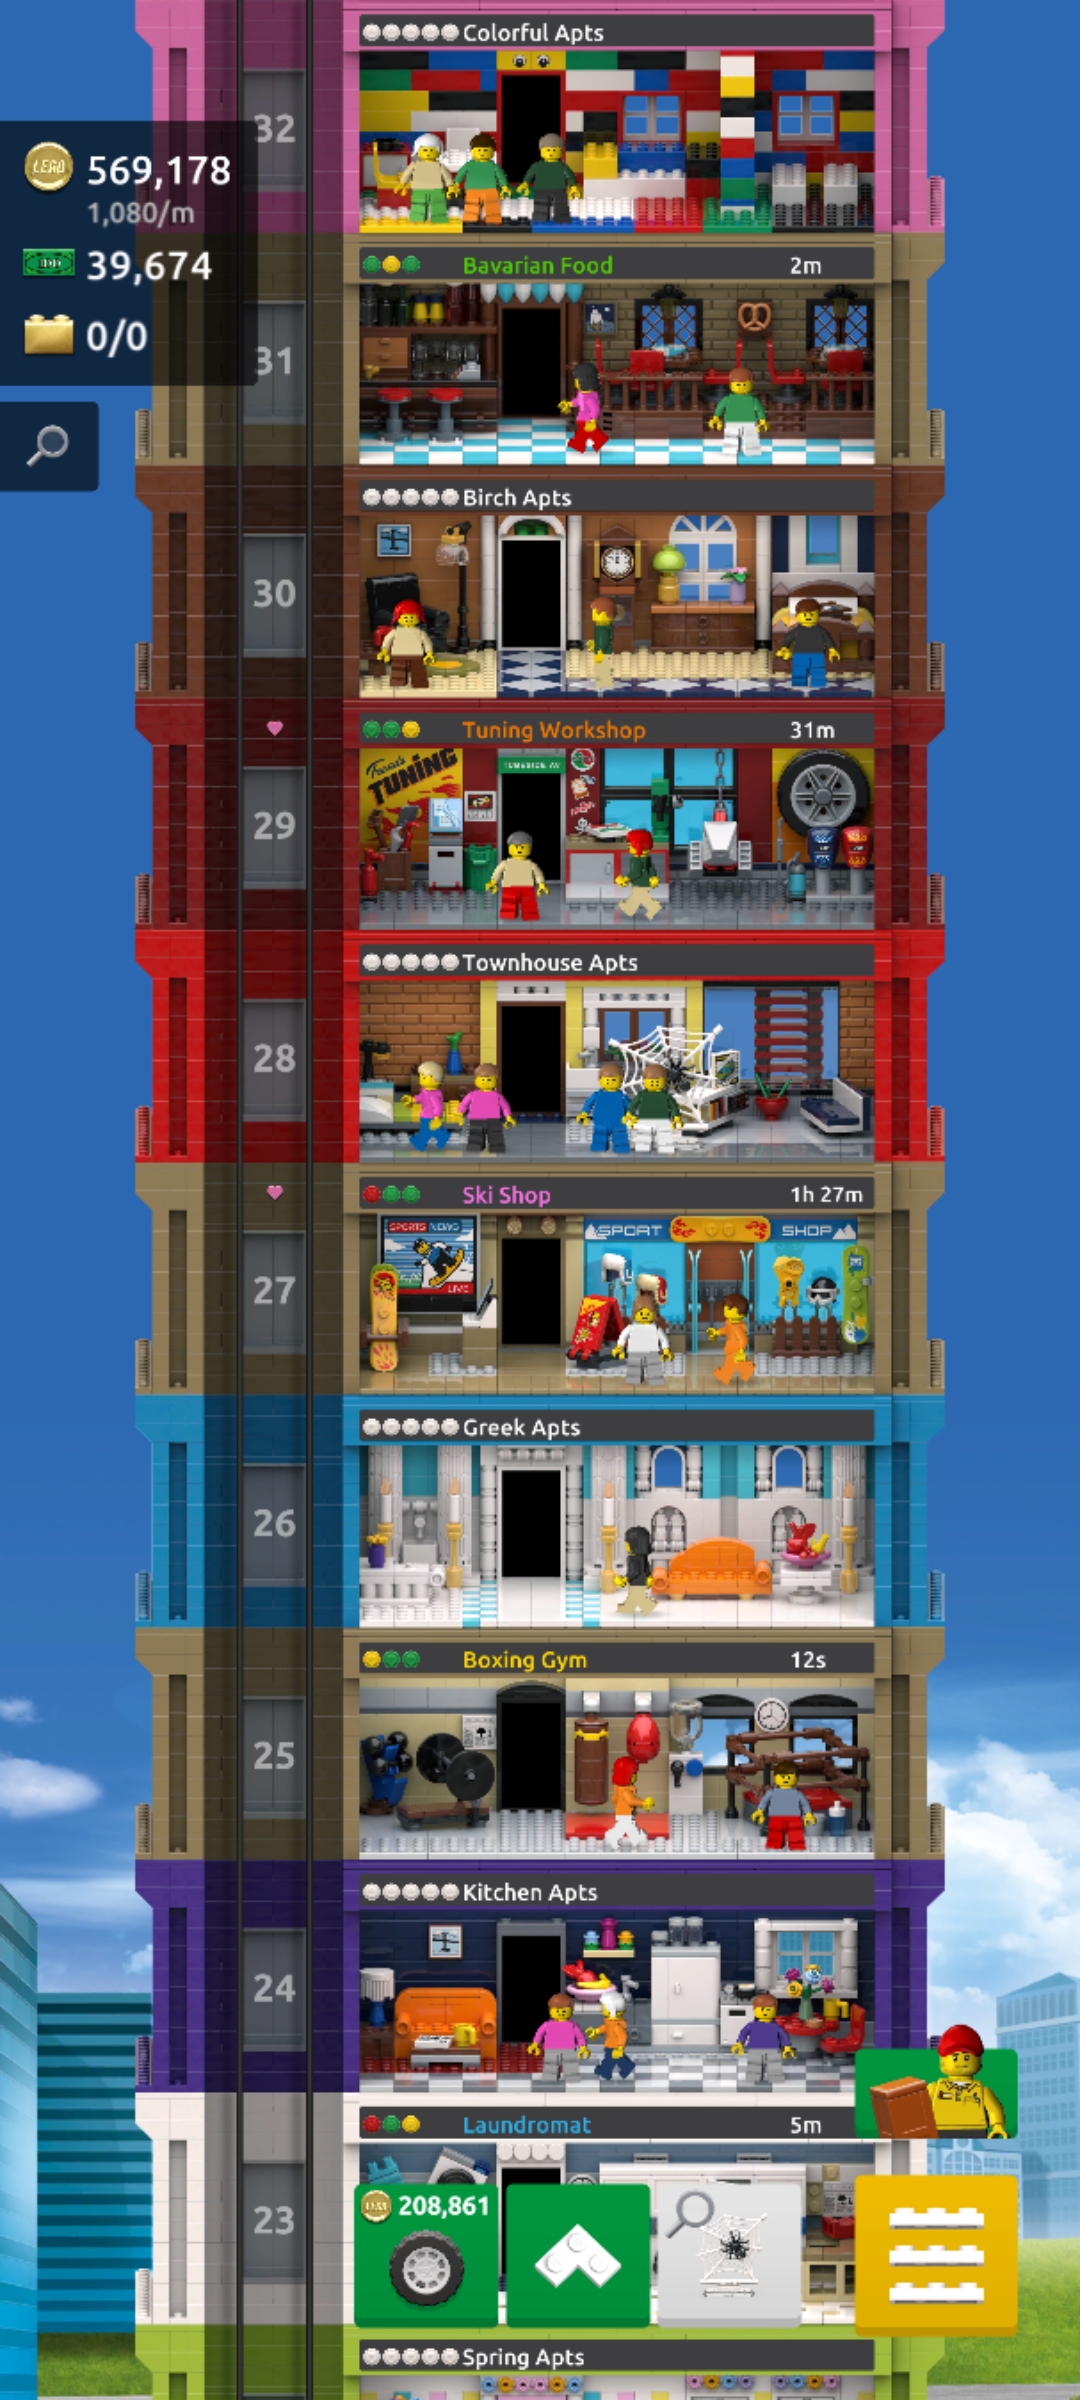 Colorful Apts
32
LEGO 569,178
1,080/m
39,674
0/0
Bavarian Food 2m
31
Birch Apts
30
Tuning Workshop 31m
TUNING
29
Townhouse Apts
28
Ski Shop 1h 27m
SPORTS NEWS
LIVE
SPORT SHOP
27
Greek Apts
26
Boxing Gym 12s
25
Kitchen Apts
24
Laundromat 5m
23
208,861
Spring Apts